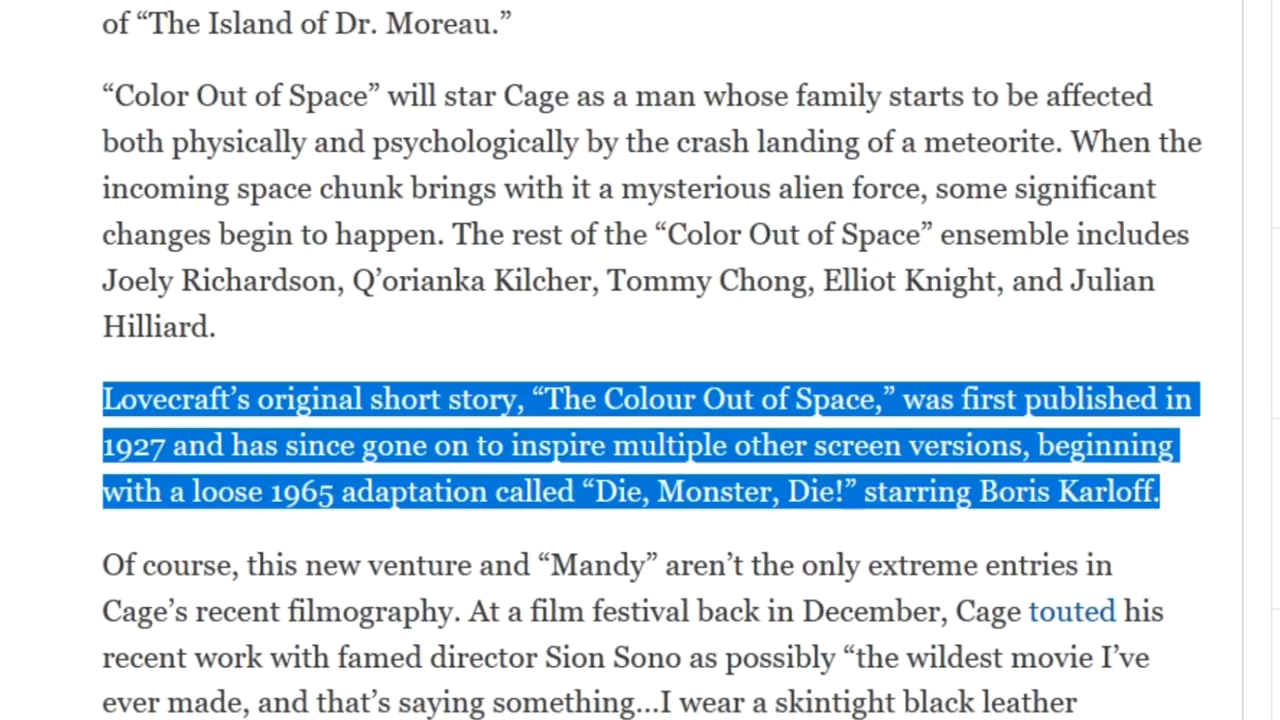 of “The Island of Dr. Moreau.”
“Color Out of Space” will star Cage as a man whose family starts to be affected
both physically and psychologically by the crash landing of a meteorite. When the
incoming space chunk brings with it a mysterious alien force, some significant
changes begin to happen. The rest of the “Color Out of Space” ensemble includes
Joely Richardson, Q’orianka Kilcher, Tommy Chong, Elliot Knight, and Julian
Hilliard.
Lovecraft’s original short story, “The Colour Out of Space,” was first published in
1927 and has since gone on to inspire multiple other screen versions, beginning
with a loose 1965 adaptation called “Die, Monster, Die!” starring Boris Karloff.
Of course, this new venture and “Mandy” aren’t the only extreme entries in
Cage’s recent filmography. At a film festival back in December, Cage touted his
recent work with famed director Sion Sono as possibly “the wildest movie I’ve
ever made, and that’s saying something...I wear a skintight black leather